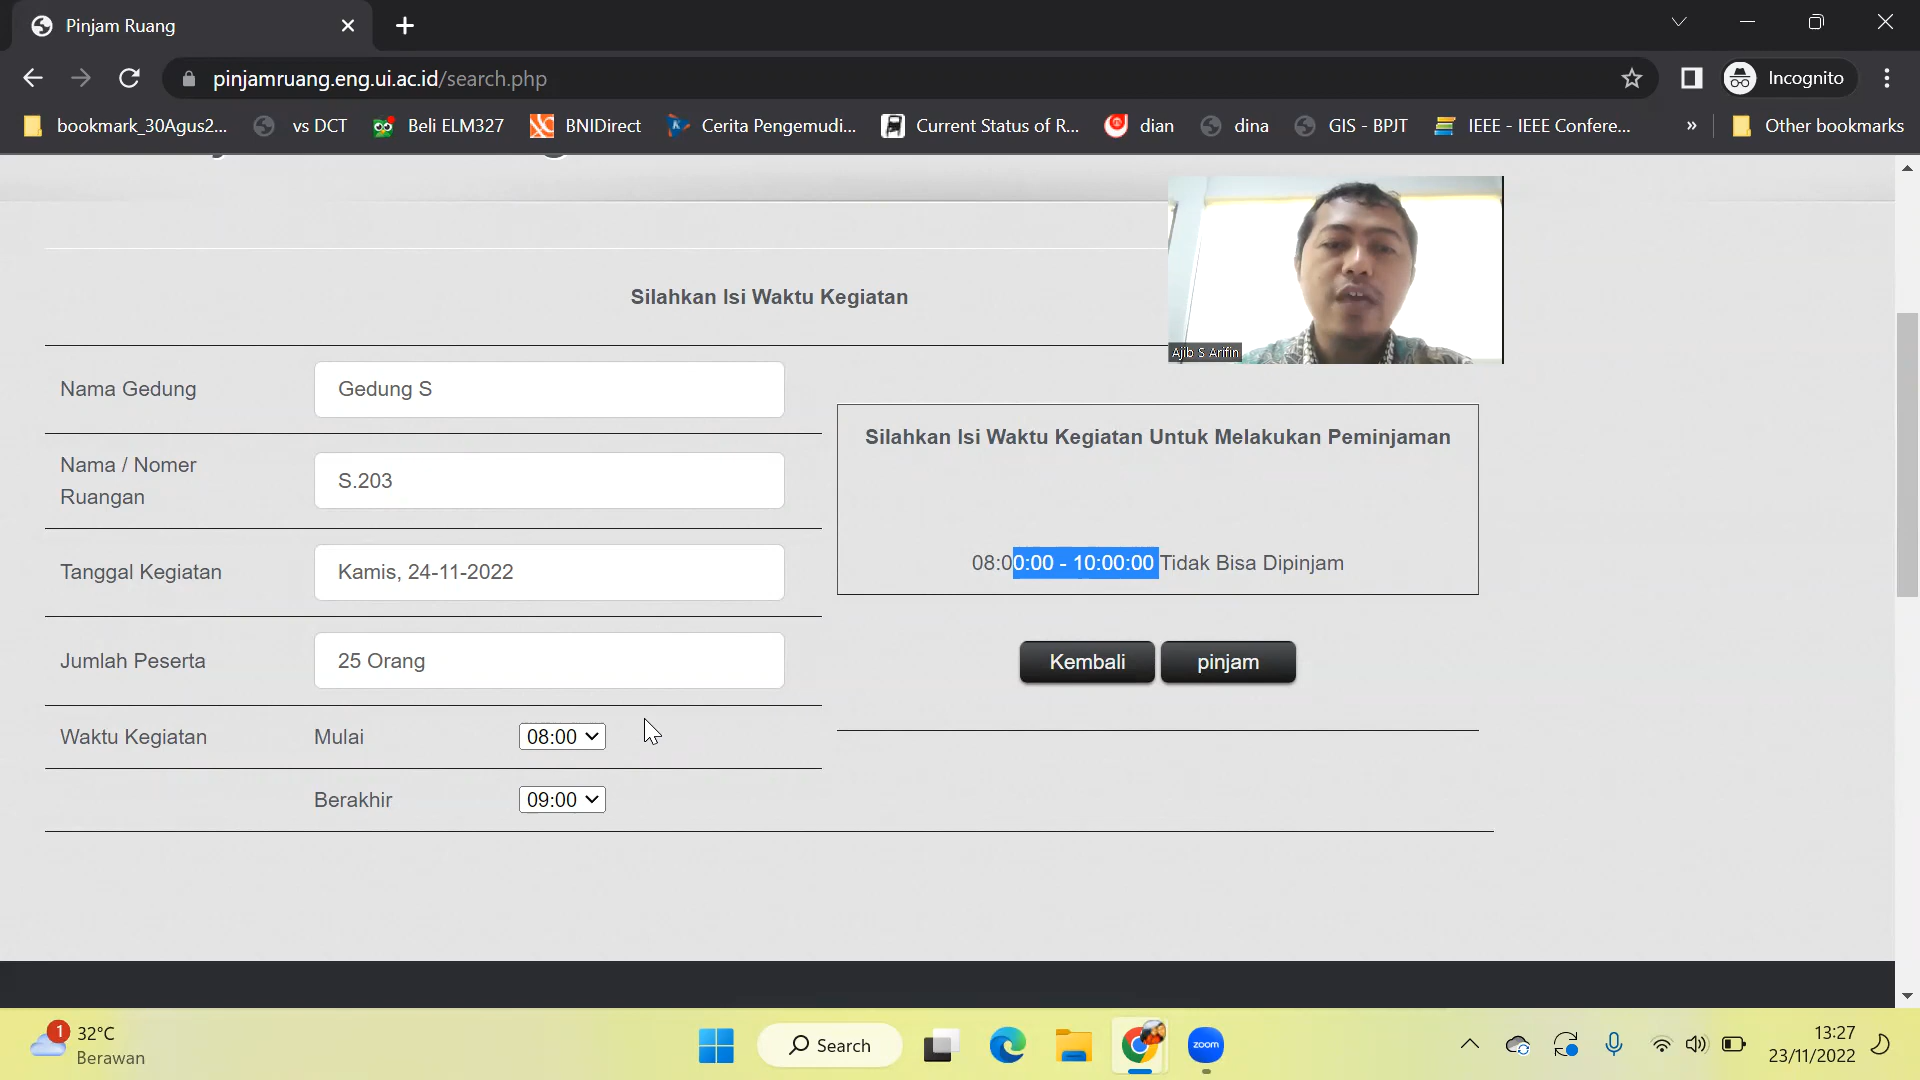 Pinjam Ruang
pinjamruang.eng.ui.ac.id/search.php
Incognito
bookmark_30Agus2...
vs DCT
Beli ELM327
BNIDirect
Cerita Pengemudi...
Current Status of R...
dian
dina
GIS - BPJT
IEEE - IEEE Confere...
»
Other bookmarks
Silahkan Isi Waktu Kegiatan
Ajib S Arifin
Nama Gedung
Gedung S
Nama / Nomer
Ruangan
S.203
Tanggal Kegiatan
Kamis, 24-11-2022
Jumlah Peserta
25 Orang
Waktu Kegiatan
Mulai
08:00
Berakhir
09:00
Silahkan Isi Waktu Kegiatan Untuk Melakukan Peminjaman
08:00:00 - 10:00:00 Tidak Bisa Dipinjam
Kembali
pinjam
1
32°C
Berawan
Search
zoom
13:27
23/11/2022